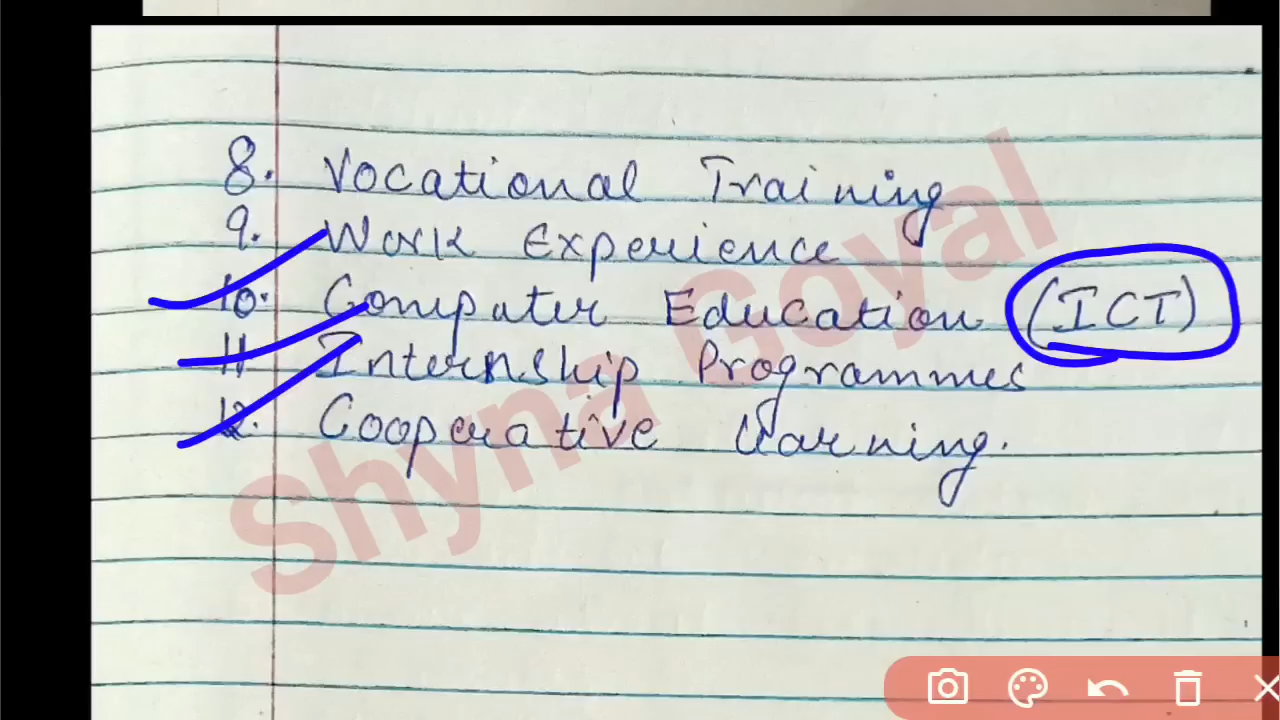 8. Vocational Training
9. Work Experience
10. Computer Education (ICT)
11 Internship Programmes
12. Cooperative learning.
Shyna Goyal